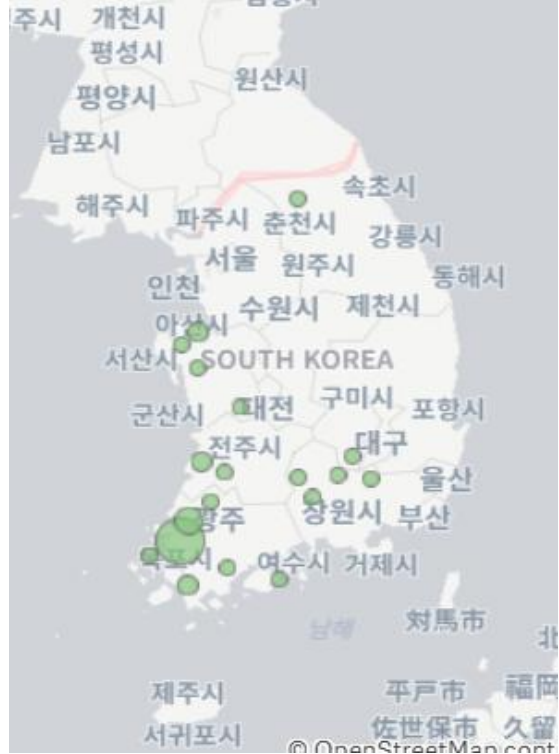 주시
개천시
평성시
원산시
평양시
남포시
해주시
속초시
파주시
춘천시
강릉시
서울
원주시
동해시
인천
수원시
제천시
아산시
서산시
SOUTH KOREA
구미시
군산시
대전
포항시
전주시
대구
울산
창원시
부산
광주
목포시
여수시
거제시
対馬市
남해
北
제주시
平戸市
福岡
서귀포시
佐世保市
久留
© OpenStreetMap cont